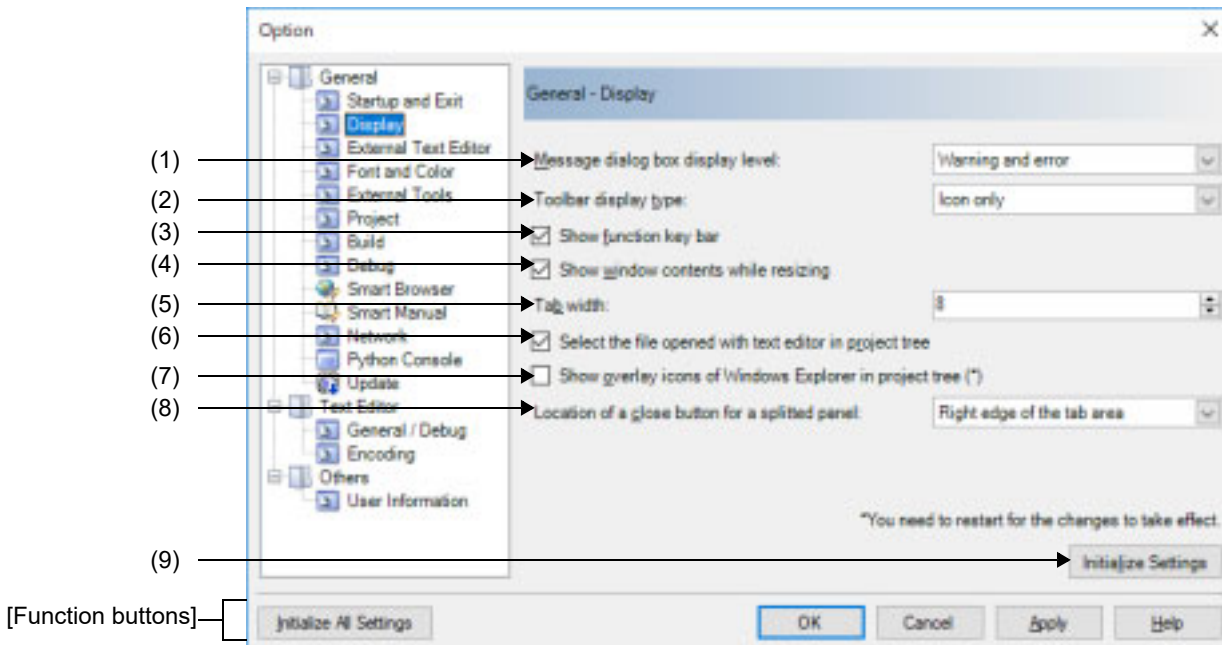 Option
General
Startup and Exit
Display
External Text Editor
Font and Color
External Tools
Project
Build
Debug
Smart Browser
Smart Manual
Network
Python Console
Update
Text Editor
General / Debug
Encoding
Others
User Information
General - Display
(1) Message dialog box display level: Warning and error
(2) Toolbar display type: Icon only
(3) Show function key bar
(4) Show window contents while resizing
(5) Tab width: 8
(6) Select the file opened with text editor in project tree
(7) Show overlay icons of Windows Explorer in project tree (*)
(8) Location of a close button for a splitted panel: Right edge of the tab area
*You need to restart for the changes to take effect.
(9) Initialize Settings
[Function buttons] Initialize All Settings OK Cancel Apply Help